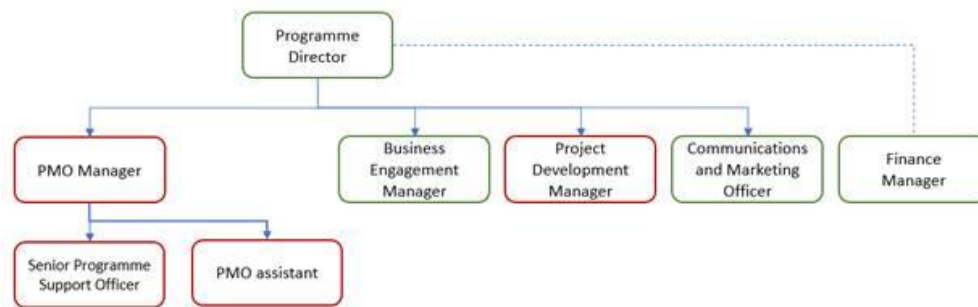 Programme
Director
PMO Manager
Business
Engagement
Manager
Project
Development
Manager
Communications
and Marketing
Officer
Finance
Manager
Senior Programme
Support Officer
PMO assistant